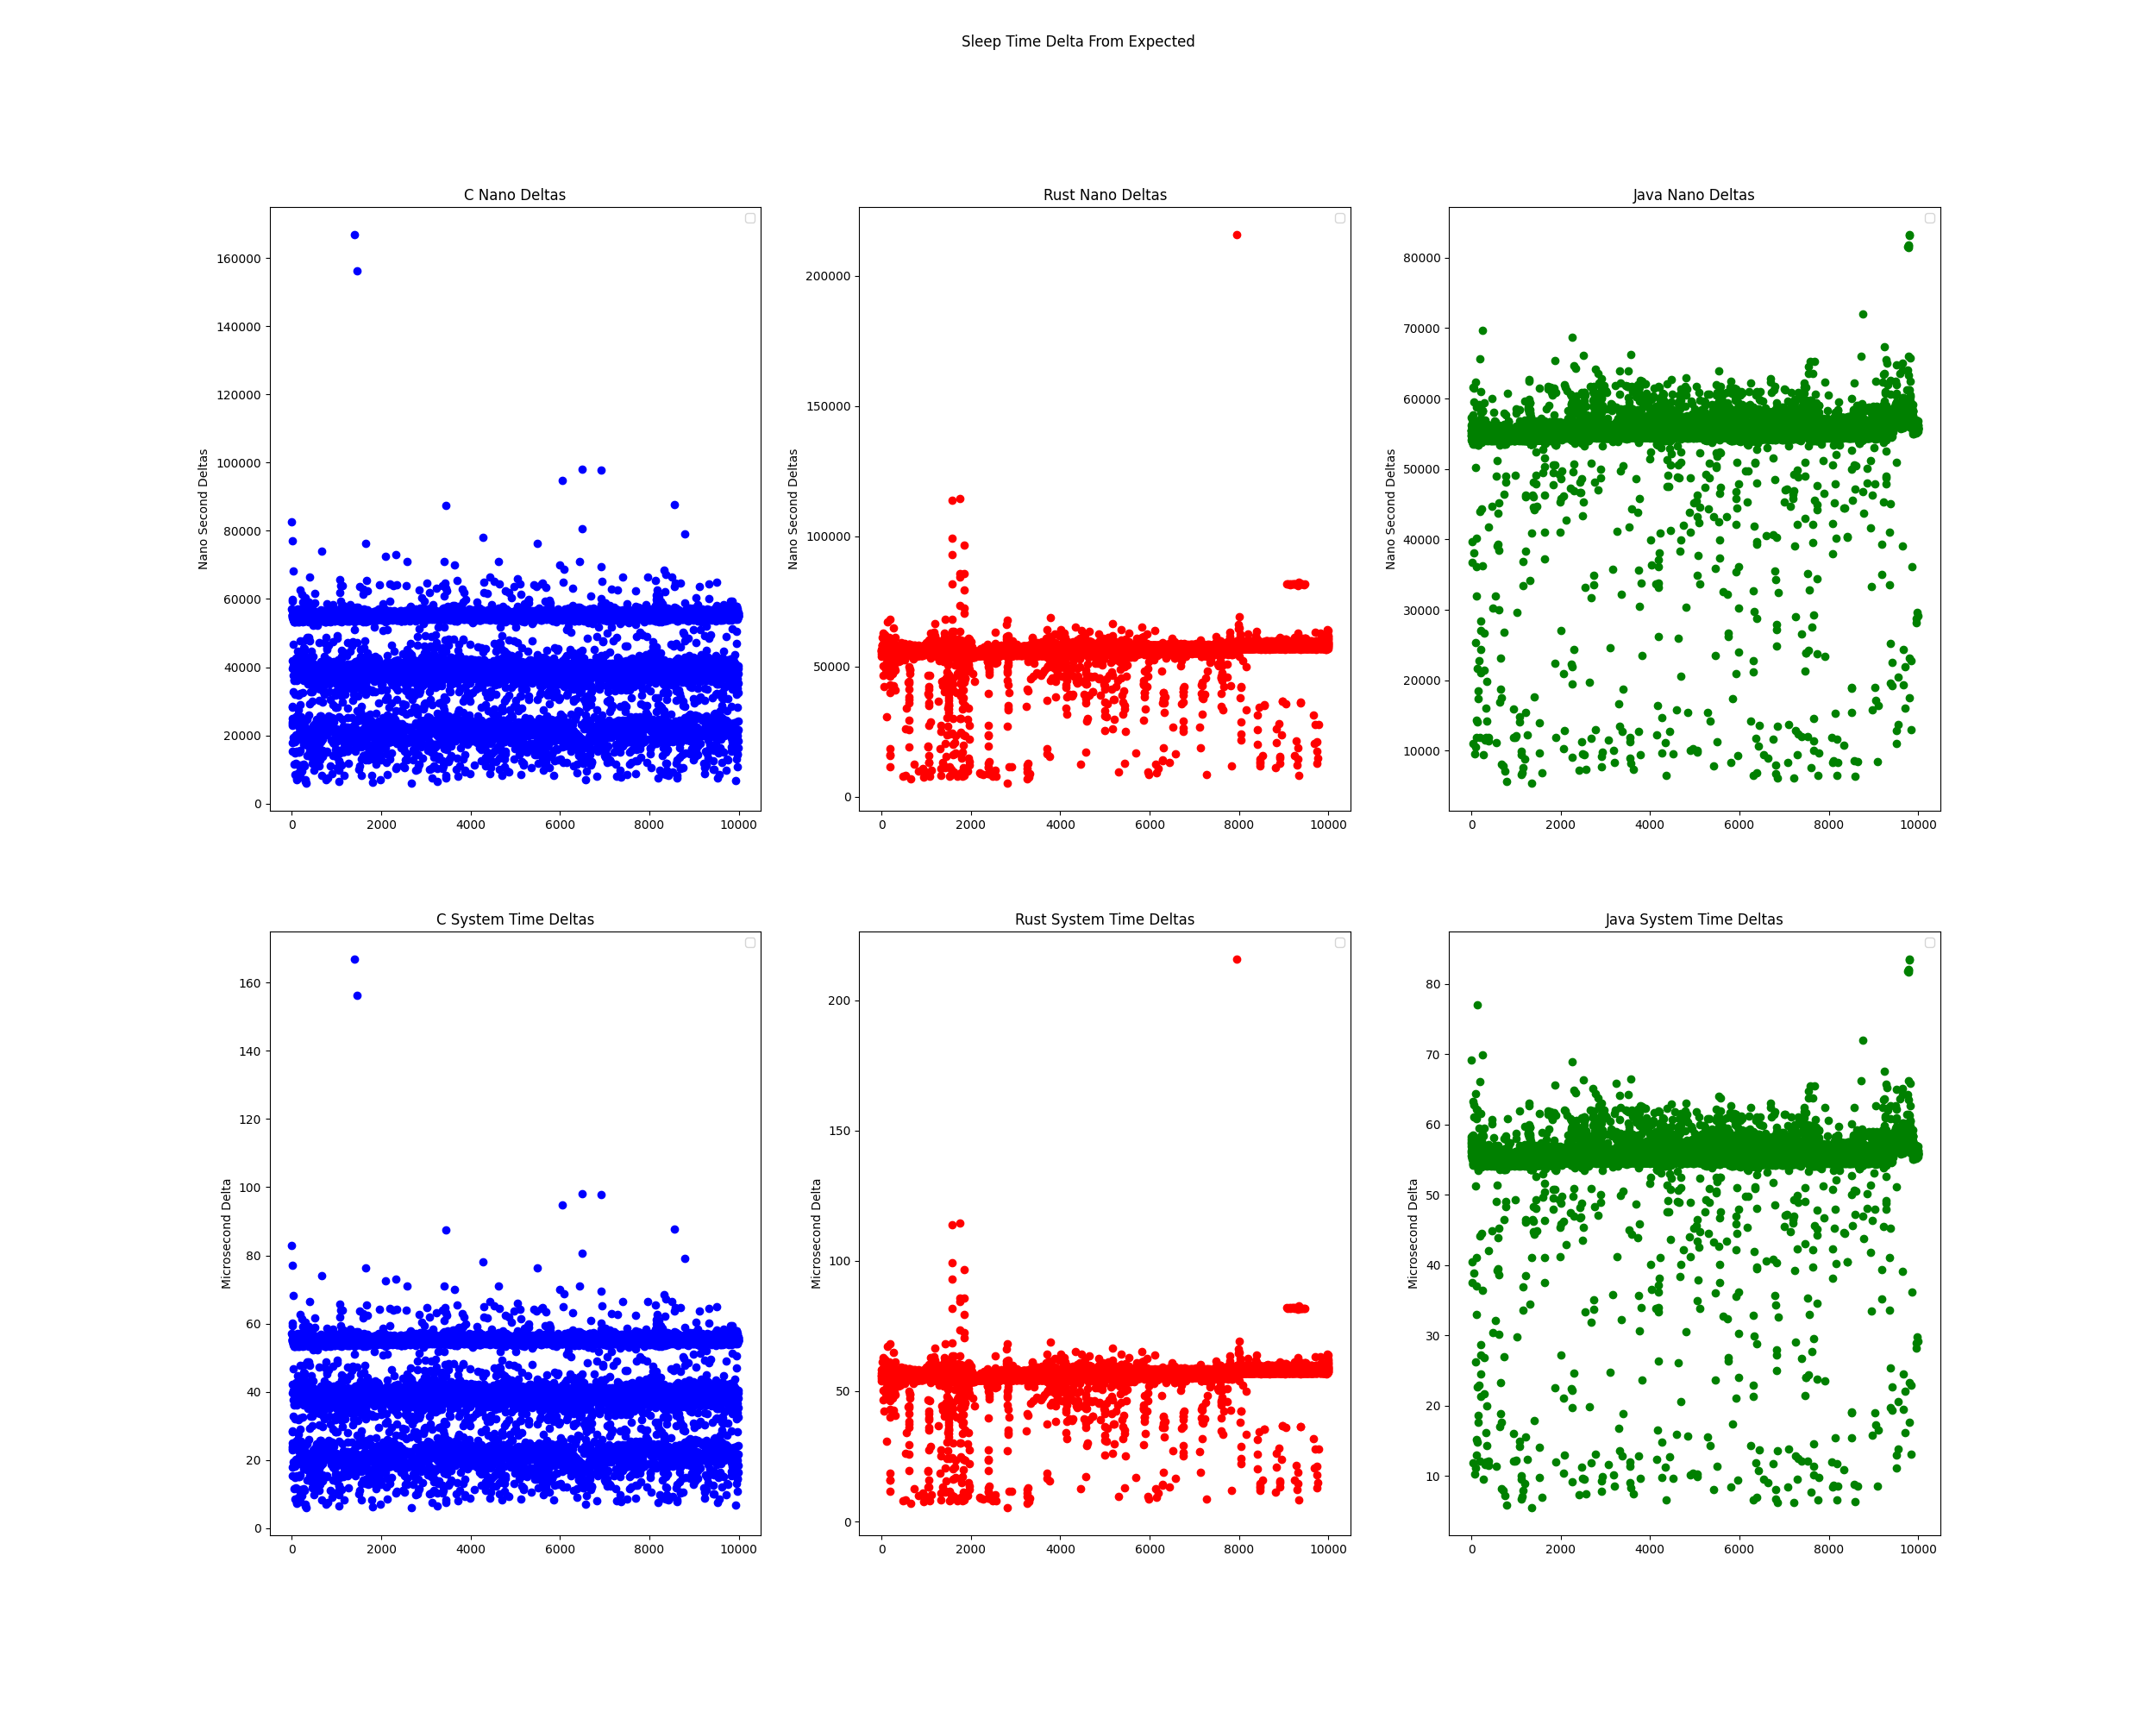 Sleep Time Delta From Expected
C Nano Deltas
Nano Second Deltas
160000
140000
120000
100000
80000
60000
40000
20000
0
0 2000 4000 6000 8000 10000
Rust Nano Deltas
Nano Second Deltas
200000
150000
100000
50000
0
0 2000 4000 6000 8000 10000
Java Nano Deltas
Nano Second Deltas
80000
70000
60000
50000
40000
30000
20000
10000
0 2000 4000 6000 8000 10000
C System Time Deltas
Microsecond Delta
160
140
120
100
80
60
40
20
0
0 2000 4000 6000 8000 10000
Rust System Time Deltas
Microsecond Delta
200
150
100
50
0
0 2000 4000 6000 8000 10000
Java System Time Deltas
Microsecond Delta
80
70
60
50
40
30
20
10
0 2000 4000 6000 8000 10000